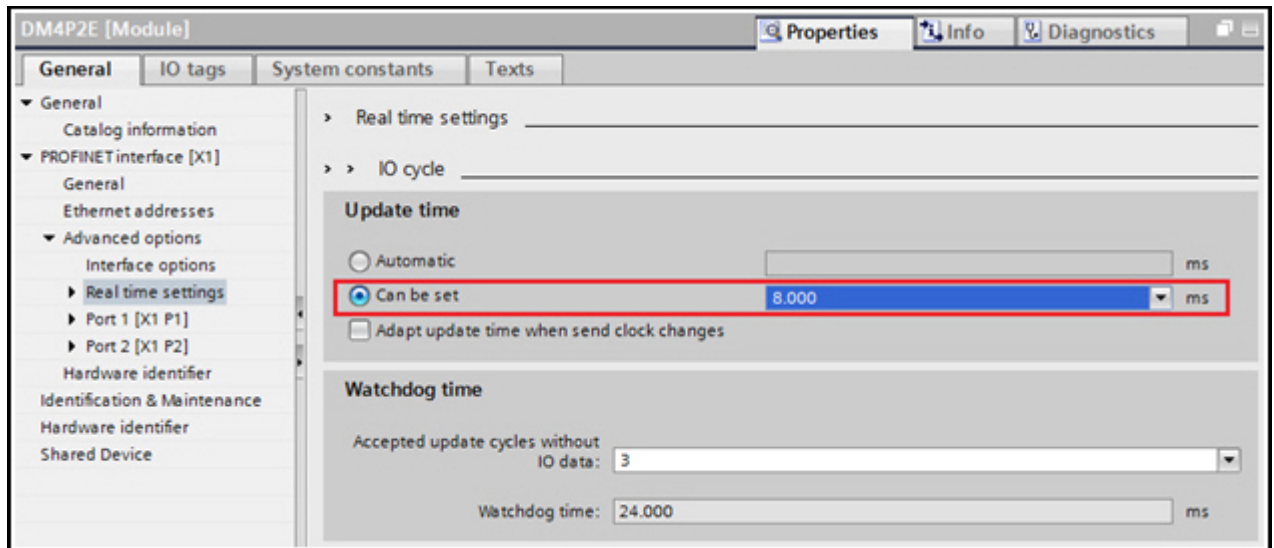 DM4P2E [Module]
Properties
Info
Diagnostics
General
IO tags
System constants
Texts
General
Catalog information
PROFINET interface [X1]
General
Ethernet addresses
Advanced options
Interface options
Real time settings
Port 1 [X1 P1]
Port 2 [X1 P2]
Hardware identifier
Identification & Maintenance
Hardware identifier
Shared Device
Real time settings
IO cycle
Update time
Automatic ms
Can be set 8.000 ms
Adapt update time when send clock changes
Watchdog time
Accepted update cycles without
IO data: 3
Watchdog time: 24.000 ms